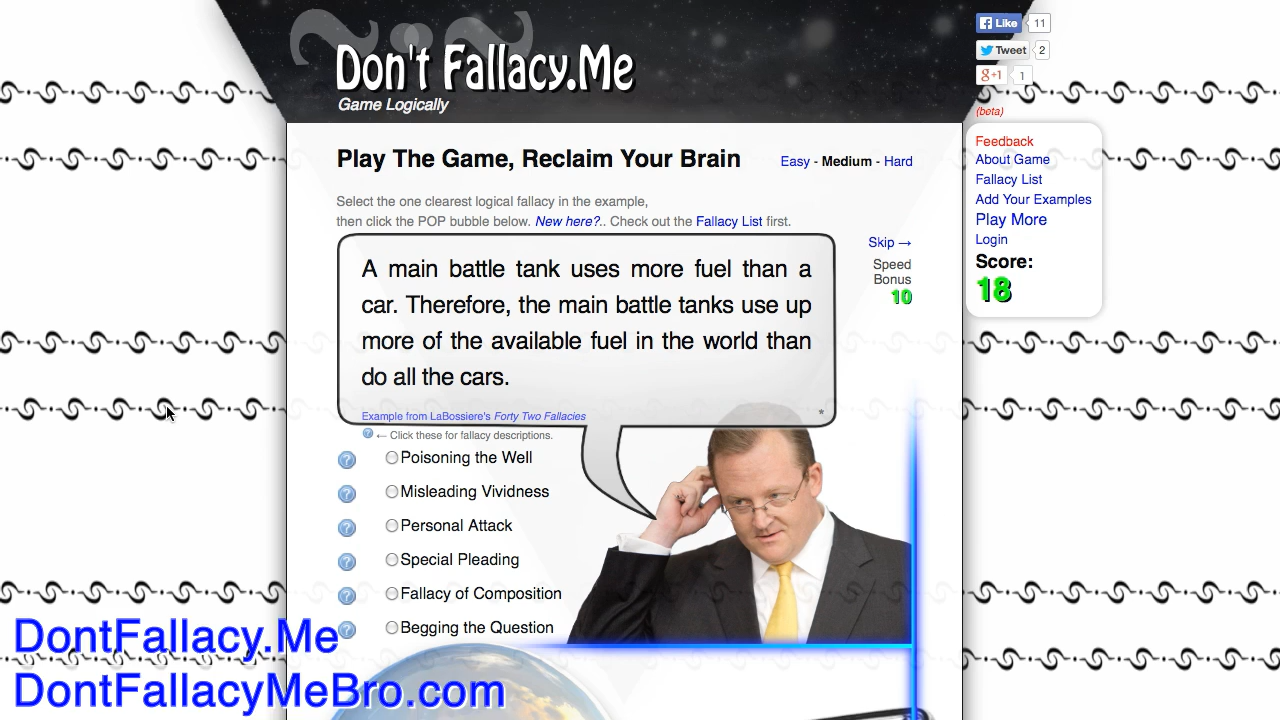 Don't Fallacy.Me
Game Logically
Like 11
Tweet 2
g+1 1
(beta)
Play The Game, Reclaim Your Brain
Easy - Medium - Hard
Select the one clearest logical fallacy in the example,
then click the POP bubble below. New here?.. Check out the Fallacy List first.
A main battle tank uses more fuel than a
car. Therefore, the main battle tanks use up
more of the available fuel in the world than
do all the cars.
Example from LaBossiere's Forty Two Fallacies
*
Skip →
Speed
Bonus
10
Feedback
About Game
Fallacy List
Add Your Examples
Play More
Login
Score:
18
? ← Click these for fallacy descriptions.
? Poisoning the Well
? Misleading Vividness
? Personal Attack
? Special Pleading
? Fallacy of Composition
? Begging the Question
DontFallacy.Me
DontFallacyMeBro.com